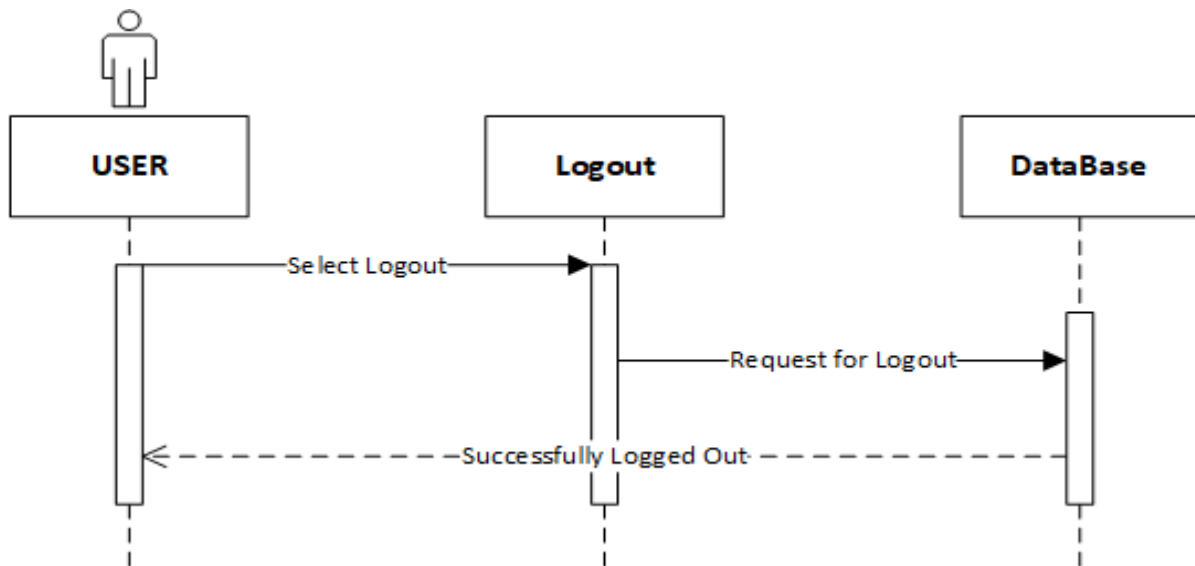 USER
Logout
DataBase
Select Logout
Request for Logout
Successfully Logged Out